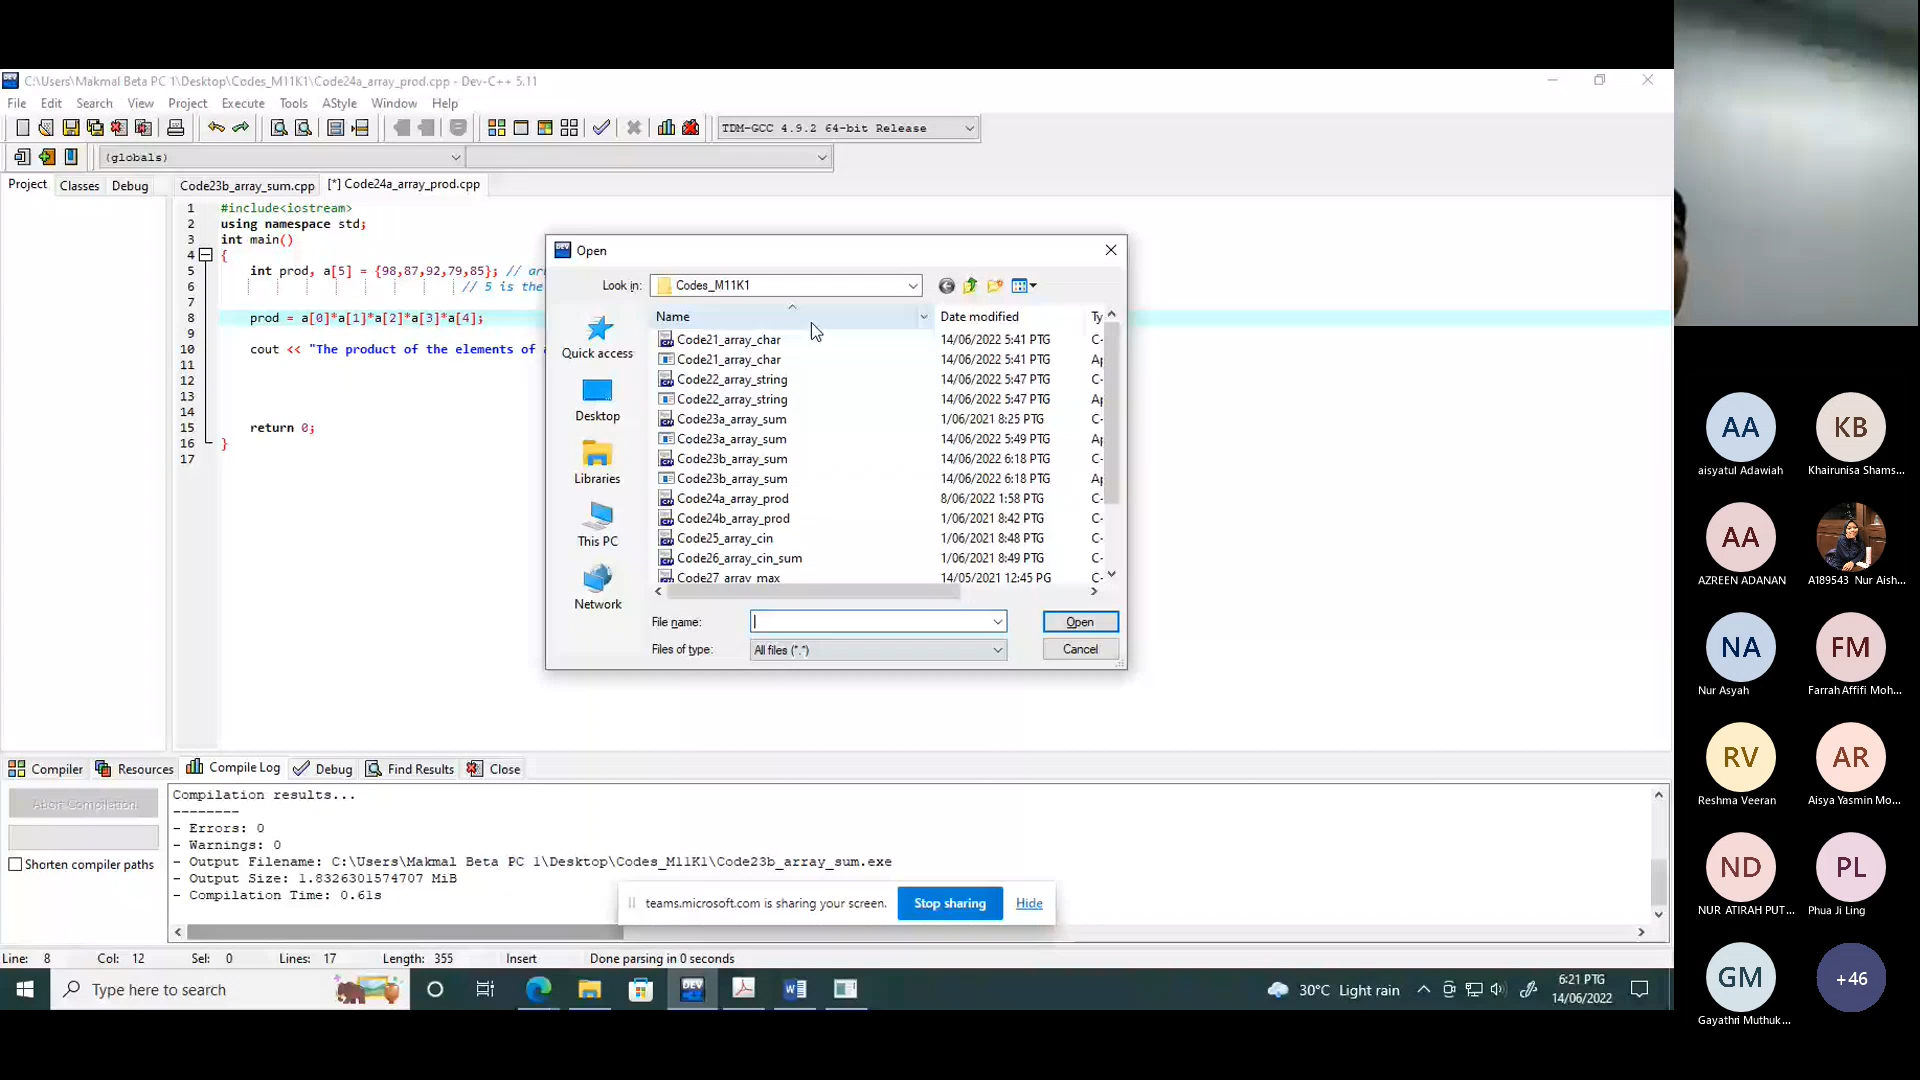 C:\Users\Makmal Beta PC 1\Desktop\Codes_M11K1\Code24a_array_prod.cpp - Dev-C++ 5.11
File Edit Search View Project Execute Tools AStyle Window Help
TDM-GCC 4.9.2 64-bit Release
(globals)
Project Classes Debug Code23b_array_sum.cpp [*] Code24a_array_prod.cpp
1 #include<iostream>
2 using namespace std;
3 int main()
4 {
5 int prod, a[5] = {98,87,92,79,85}; // ar
6 // 5 is the
7
8 prod = a[0]*a[1]*a[2]*a[3]*a[4];
9
10 cout << "The product of the elements of a
11
12
13
14
15 return 0;
16 }
17
Open
Look in: Codes_M11K1
Name Date modified Ty
Code21_array_char 14/06/2022 5:41 PTG C-
Code21_array_char 14/06/2022 5:41 PTG Ap
Code22_array_string 14/06/2022 5:47 PTG C-
Code22_array_string 14/06/2022 5:47 PTG Ap
Code23a_array_sum 1/06/2021 8:25 PTG C-
Code23a_array_sum 14/06/2022 5:49 PTG Ap
Code23b_array_sum 14/06/2022 6:18 PTG C-
Code23b_array_sum 14/06/2022 6:18 PTG Ap
Code24a_array_prod 8/06/2022 1:58 PTG C-
Code24b_array_prod 1/06/2021 8:42 PTG C-
Code25_array_cin 1/06/2021 8:48 PTG C-
Code26_array_cin_sum 1/06/2021 8:49 PTG C-
Code27_array_max 14/05/2021 12:45 PG C-
Quick access
Desktop
Libraries
This PC
Network
File name: Open
Files of type: All files (*.*) Cancel
Compiler Resources Compile Log Debug Find Results Close
Abort Compilation
Shorten compiler paths
Compilation results...
--------
- Errors: 0
- Warnings: 0
- Output Filename: C:\Users\Makmal Beta PC 1\Desktop\Codes_M11K1\Code23b_array_sum.exe
- Output Size: 1.8326301574707 MiB
- Compilation Time: 0.61s
teams.microsoft.com is sharing your screen. Stop sharing Hide
Line: 8 Col: 12 Sel: 0 Lines: 17 Length: 355 Insert Done parsing in 0 seconds
Type here to search
DEV
30°C Light rain
6:21 PTG
14/06/2022
AA KB
aisyatul Adawiah Khairunisa Shams...
AA
AZREEN ADANAN A189543 Nur Aish...
NA FM
Nur Asyah Farrah Affifi Moh...
RV AR
Reshma Veeran Aisya Yasmin Mo...
ND PL
NUR ATIRAH PUT... Phua Ji Ling
GM +46
Gayathri Muthuk...